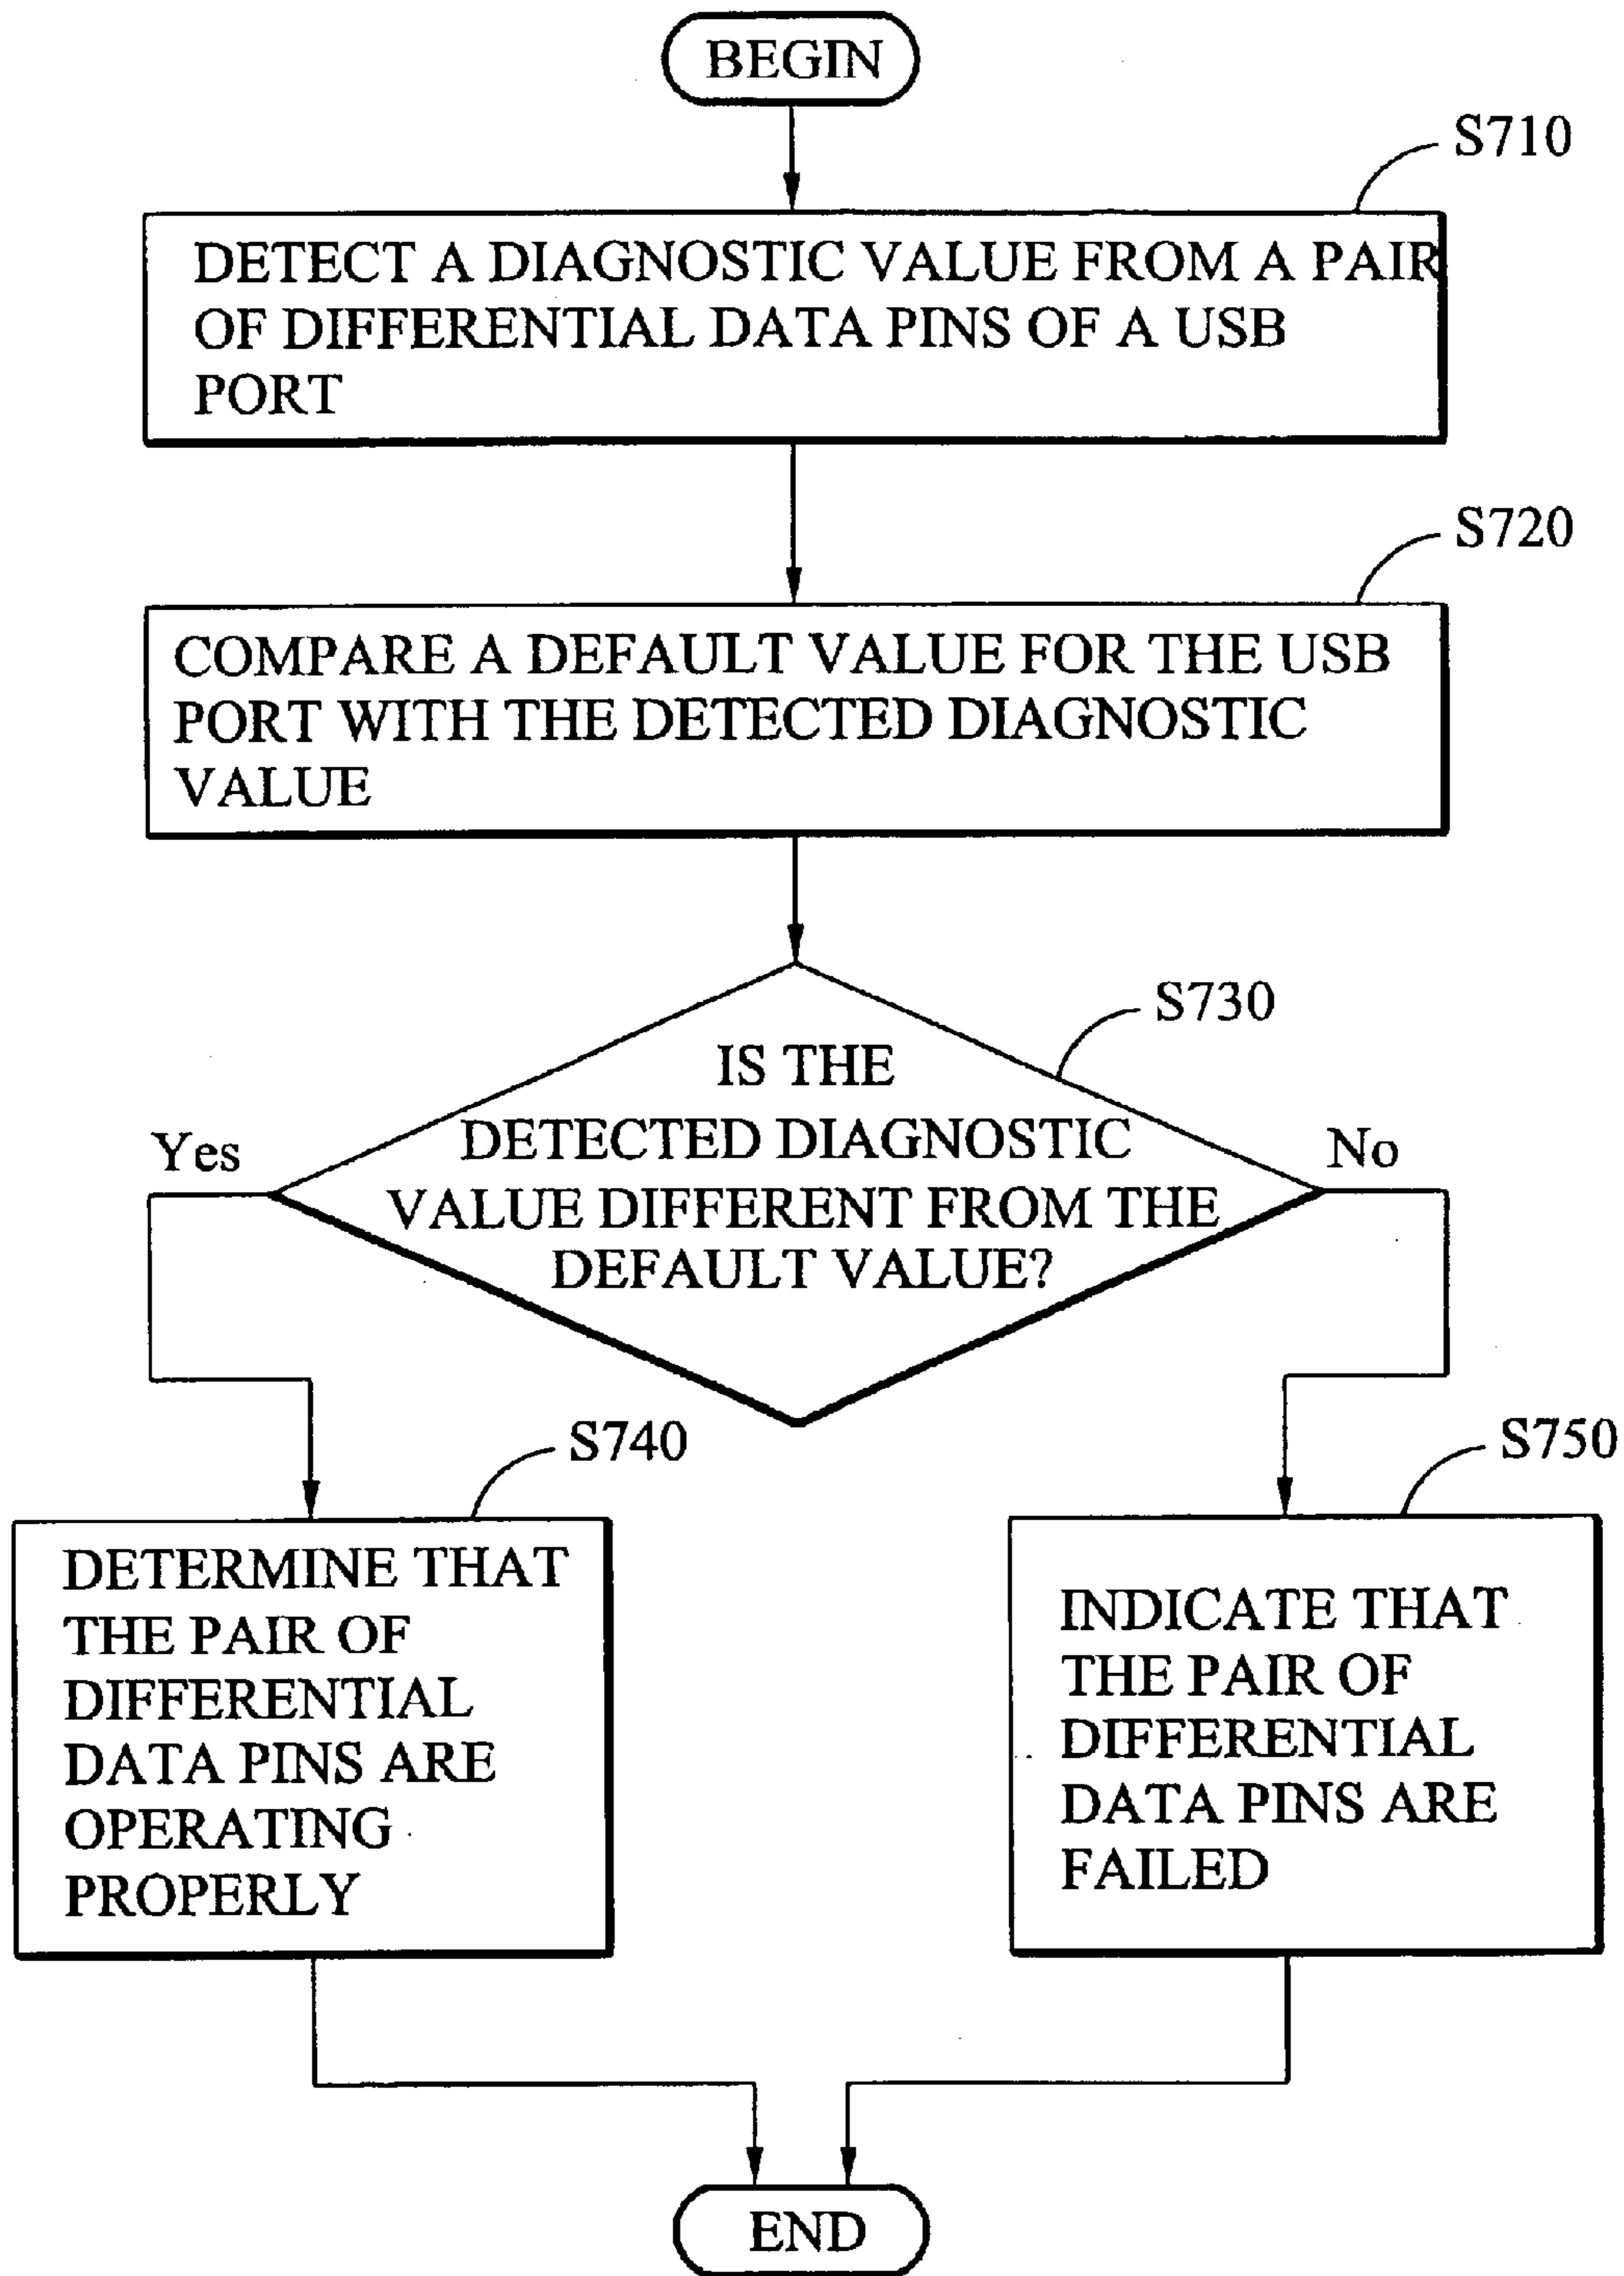 BEGIN
S710
DETECT A DIAGNOSTIC VALUE FROM A PAIR
OF DIFFERENTIAL DATA PINS OF A USB
PORT
S720
COMPARE A DEFAULT VALUE FOR THE USB
PORT WITH THE DETECTED DIAGNOSTIC
VALUE
S730
IS THE
DETECTED DIAGNOSTIC
VALUE DIFFERENT FROM THE
DEFAULT VALUE?
Yes
No
S740
DETERMINE THAT
THE PAIR OF
DIFFERENTIAL
DATA PINS ARE
OPERATING
PROPERLY
S750
INDICATE THAT
THE PAIR OF
DIFFERENTIAL
DATA PINS ARE
FAILED
END